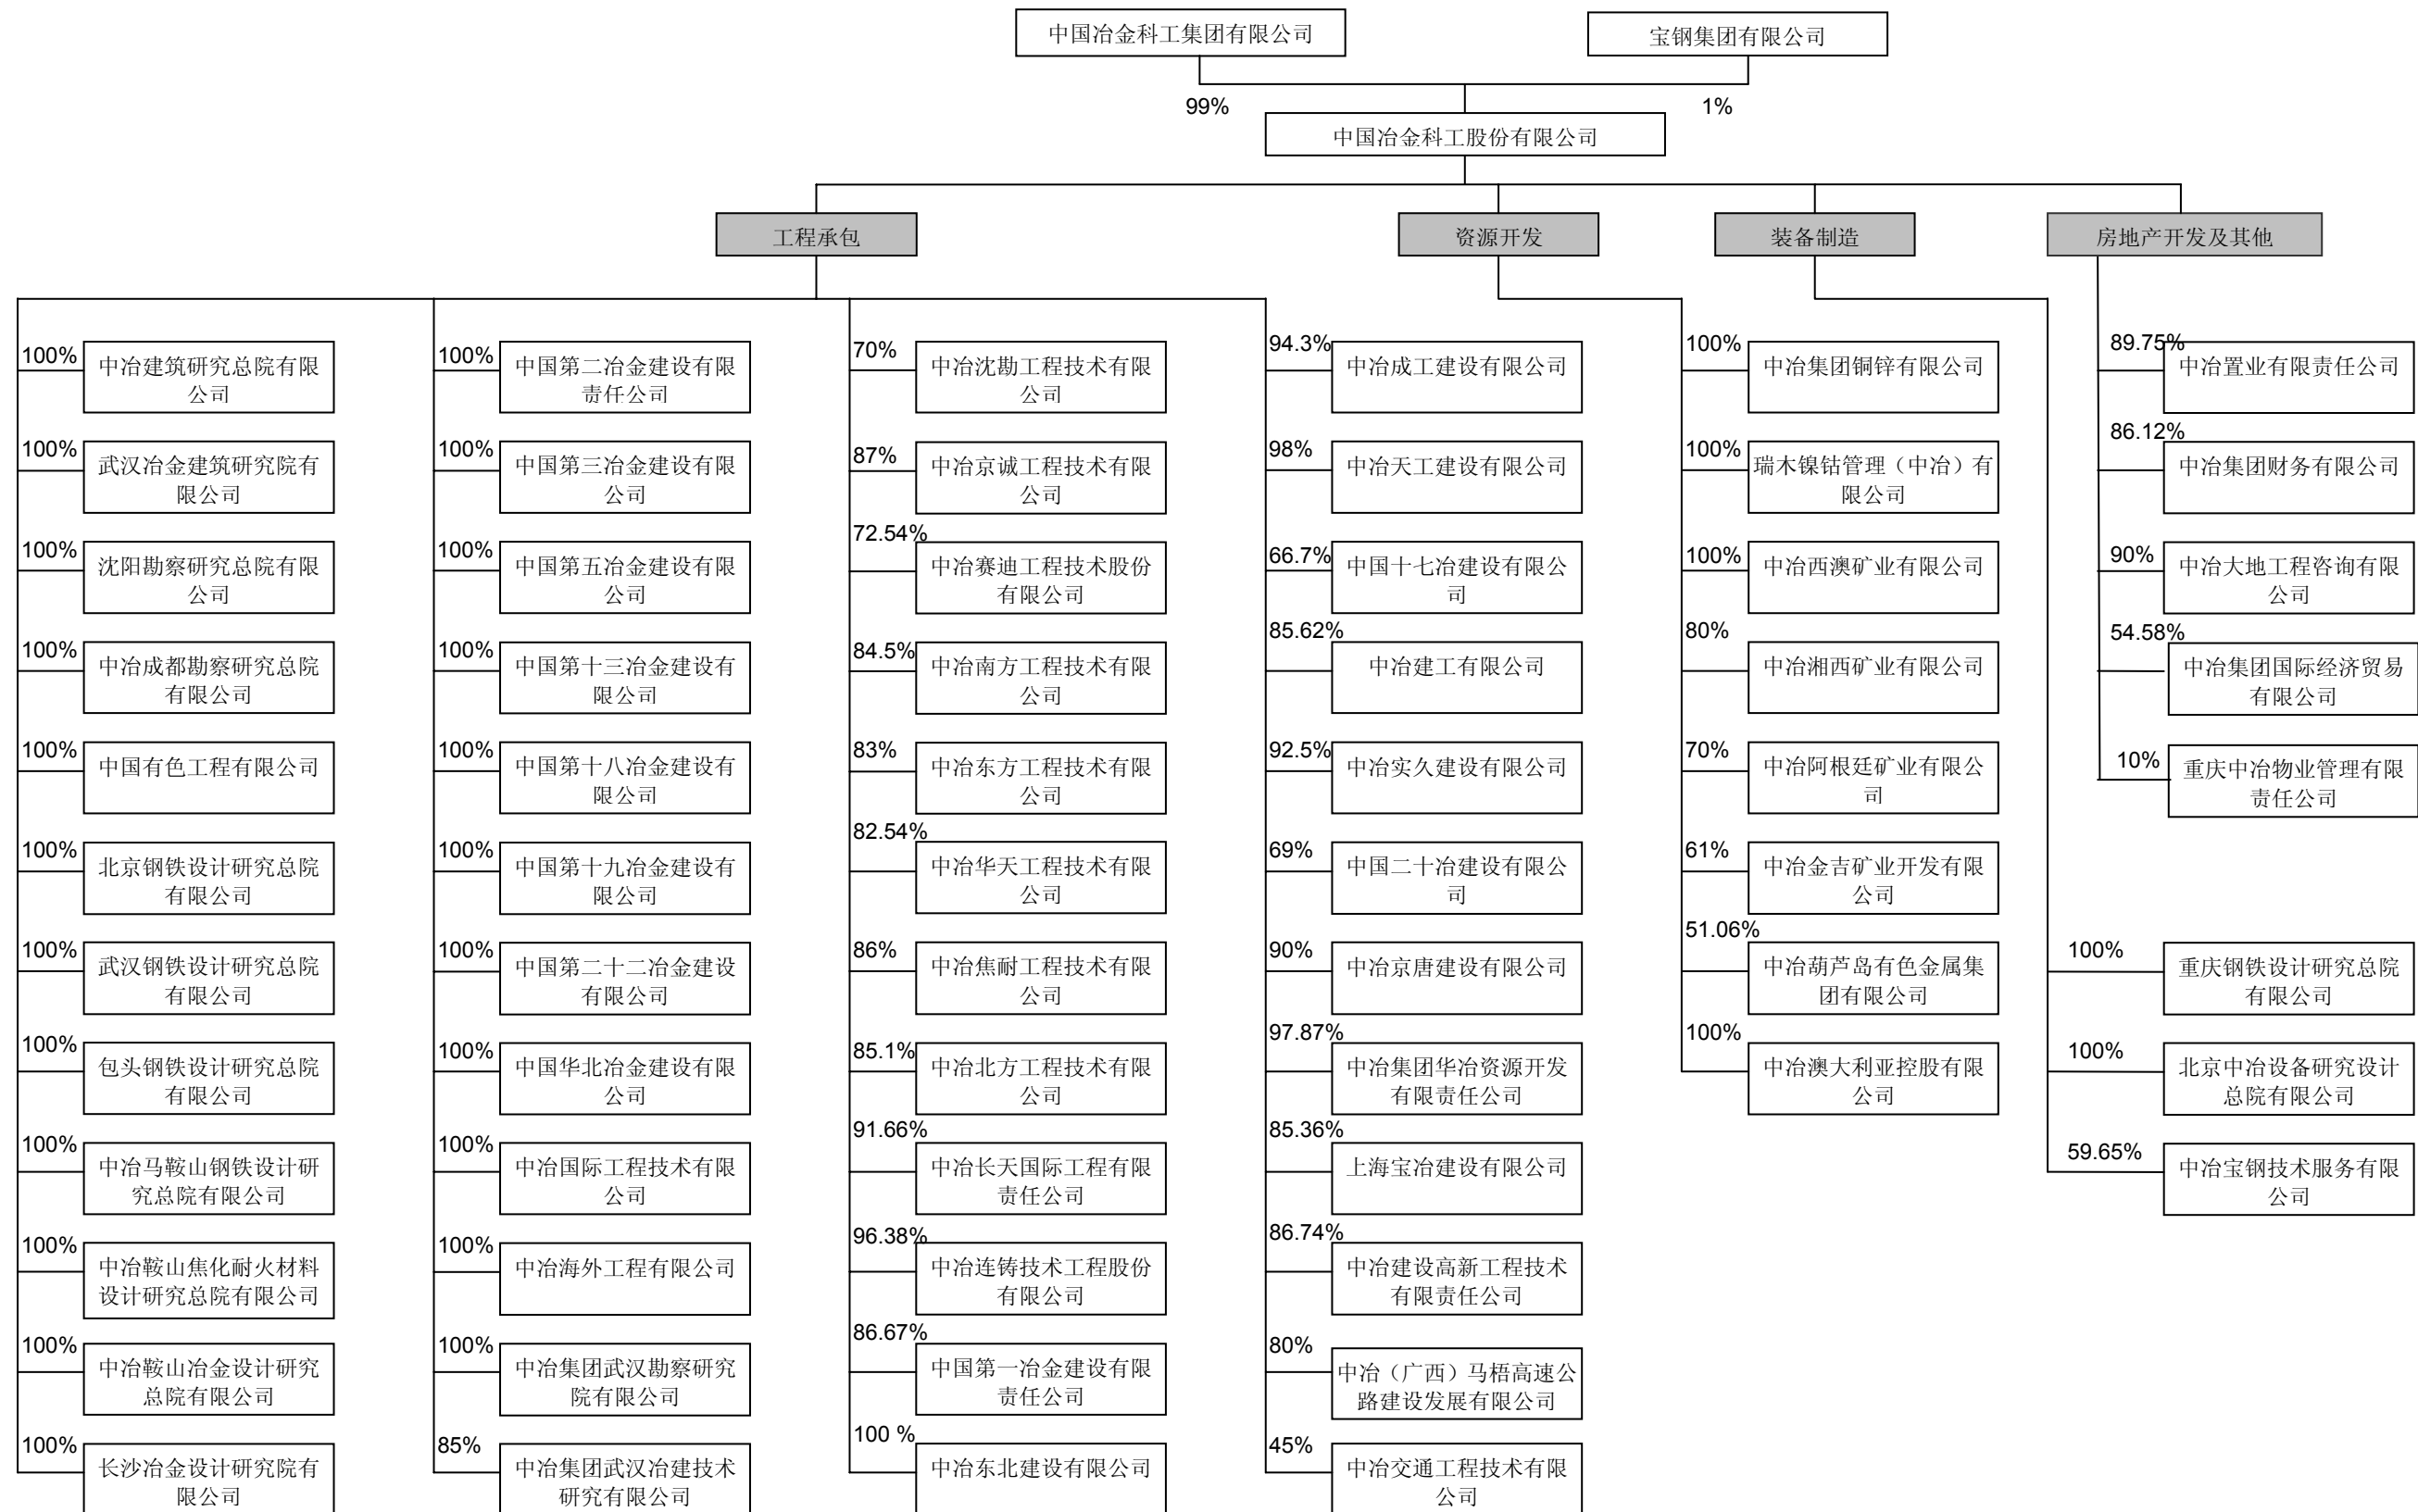 中国冶金科工集团有限公司
宝钢集团有限公司
99%
1%
中国冶金科工股份有限公司
工程承包
资源开发
装备制造
房地产开发及其他
100%
中冶建筑研究总院有限
公司
100%
武汉冶金建筑研究院有
限公司
100%
沈阳勘察研究总院有限
公司
100%
中冶成都勘察研究总院
有限公司
100%
中国有色工程有限公司
100%
北京钢铁设计研究总院
有限公司
100%
武汉钢铁设计研究总院
有限公司
100%
包头钢铁设计研究总院
有限公司
100%
中冶马鞍山钢铁设计研
究总院有限公司
100%
中冶鞍山焦化耐火材料
设计研究总院有限公司
100%
中冶鞍山冶金设计研究
总院有限公司
100%
长沙冶金设计研究院有
限公司
100%
中国第二冶金建设有限
责任公司
100%
中国第三冶金建设有限
公司
100%
中国第五冶金建设有限
公司
100%
中国第十三冶金建设有
限公司
100%
中国第十八冶金建设有
限公司
100%
中国第十九冶金建设有
限公司
100%
中国第二十二冶金建设
有限公司
100%
中国华北冶金建设有限
公司
100%
中冶国际工程技术有限
公司
100%
中冶海外工程有限公司
100%
中冶集团武汉勘察研究
院有限公司
85%
中冶集团武汉冶建技术
研究有限公司
70%
中冶沈勘工程技术有限
公司
87%
中冶京诚工程技术有限
公司
72.54%
中冶赛迪工程技术股份
有限公司
84.5%
中冶南方工程技术有限
公司
83%
中冶东方工程技术有限
公司
82.54%
中冶华天工程技术有限
公司
86%
中冶焦耐工程技术有限
公司
85.1%
中冶北方工程技术有限
公司
91.66%
中冶长天国际工程有限
责任公司
96.38%
中冶连铸技术工程股份
有限公司
86.67%
中国第一冶金建设有限
责任公司
100 %
中冶东北建设有限公司
94.3%
中冶成工建设有限公司
98%
中冶天工建设有限公司
66.7%
中国十七冶建设有限公
司
85.62%
中冶建工有限公司
92.5%
中冶实久建设有限公司
69%
中国二十冶建设有限公
司
90%
中冶京唐建设有限公司
97.87%
中冶集团华冶资源开发
有限责任公司
85.36%
上海宝冶建设有限公司
86.74%
中冶建设高新工程技术
有限责任公司
80%
中冶（广西）马梧高速公
路建设发展有限公司
45%
中冶交通工程技术有限
公司
100%
中冶集团铜锌有限公司
100%
瑞木镍钴管理（中冶）有
限公司
100%
中冶西澳矿业有限公司
80%
中冶湘西矿业有限公司
70%
中冶阿根廷矿业有限公
司
61%
中冶金吉矿业开发有限
公司
51.06%
中冶葫芦岛有色金属集
团有限公司
100%
中冶澳大利亚控股有限
公司
89.75%
中冶置业有限责任公司
86.12%
中冶集团财务有限公司
90%
中冶大地工程咨询有限
公司
54.58%
中冶集团国际经济贸易
有限公司
10%
重庆中冶物业管理有限
责任公司
100%
重庆钢铁设计研究总院
有限公司
100%
北京中冶设备研究设计
总院有限公司
59.65%
中冶宝钢技术服务有限
公司